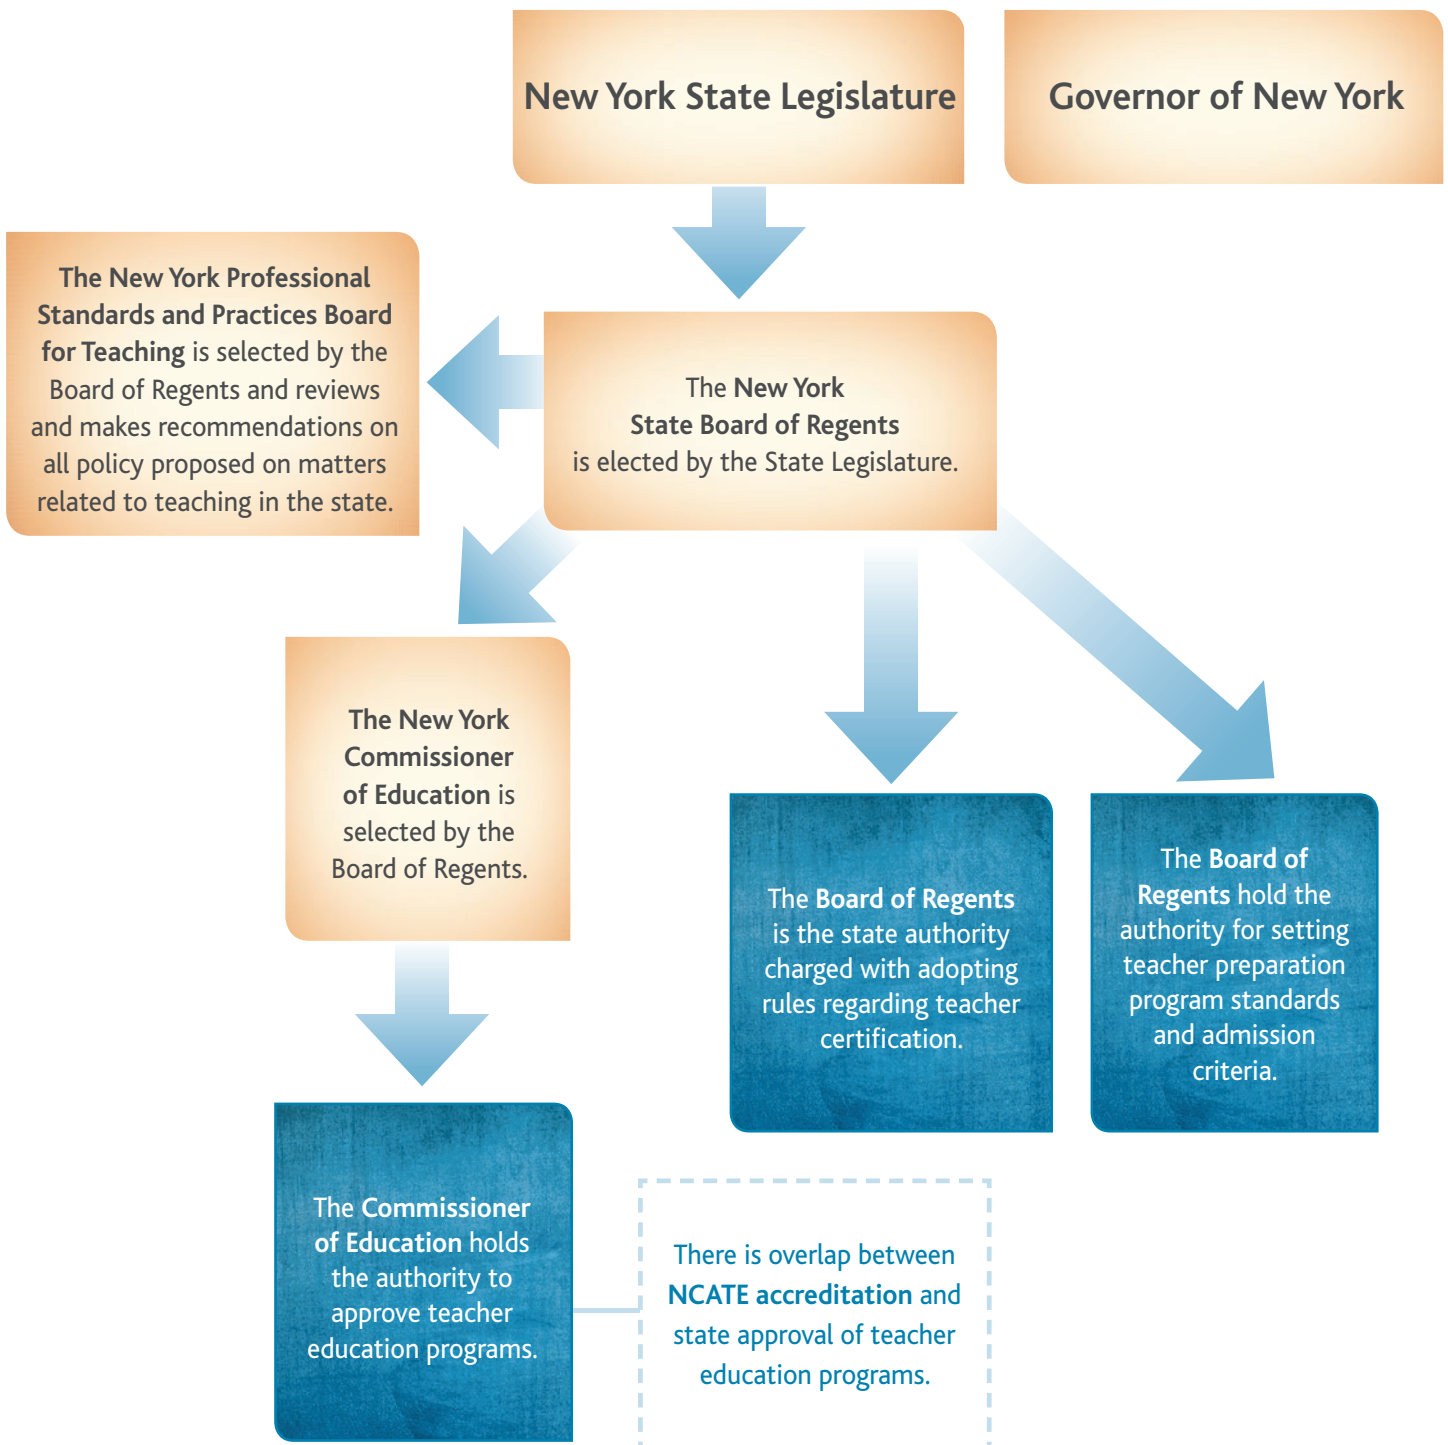 New York State Legislature
Governor of New York
The New York Professional
Standards and Practices Board
for Teaching is selected by the
Board of Regents and reviews
and makes recommendations on
all policy proposed on matters
related to teaching in the state.
The New York
State Board of Regents
is elected by the State Legislature.
The New York
Commissioner
of Education is
selected by the
Board of Regents.
The Board of Regents
is the state authority
charged with adopting
rules regarding teacher
certification.
The Board of
Regents hold the
authority for setting
teacher preparation
program standards
and admission
criteria.
The Commissioner
of Education holds
the authority to
approve teacher
education programs.
There is overlap between
NCATE accreditation and
state approval of teacher
education programs.